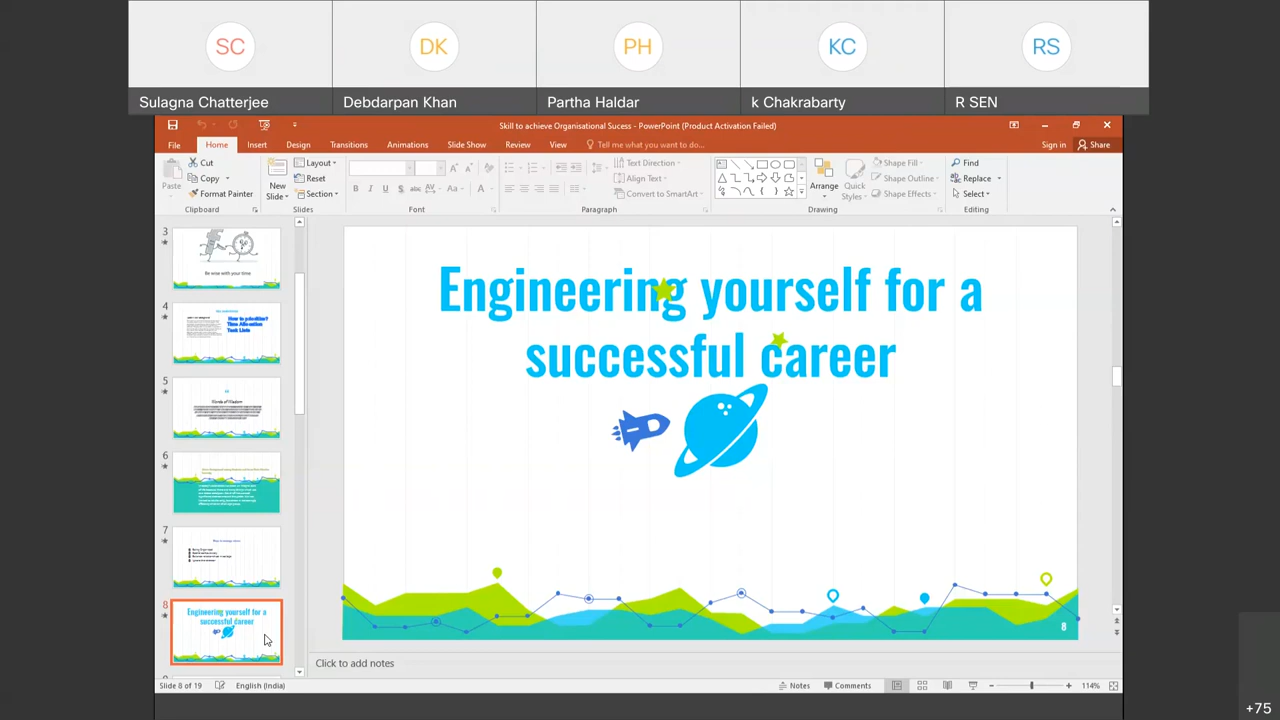 SC
DK
PH
KC
RS
Sulagna Chatterjee
Debdarpan Khan
Partha Haldar
k Chakrabarty
R SEN
Skill to achieve Organisational Sucess - PowerPoint (Product Activation Failed)
File
Home
Insert
Design
Transitions
Animations
Slide Show
Review
View
Tell me what you want to do...
Sign in
Share
Paste
Cut
Copy
Format Painter
Clipboard
New
Slide
Layout
Reset
Section
Slides
Font
Text Direction
Align Text
Convert to SmartArt
Paragraph
Arrange
Quick
Styles
Shape Fill
Shape Outline
Shape Effects
Drawing
Find
Replace
Select
Editing
3
Be wise with your time
4
How to prioritize?
Time Allocation
Task Lists
5
Words of Wisdom
6
7
8
Engineering yourself for a
successful career
Engineering yourself for a
successful career
8
Click to add notes
Slide 8 of 19
English (India)
Notes
Comments
114%
+75